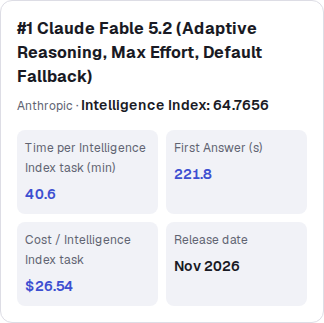 #1 Claude Fable 5.2 (Adaptive
Reasoning, Max Effort, Default
Fallback)
Anthropic · Intelligence Index: 64.7656
Time per Intelligence
Index task (min)
40.6
First Answer (s)
221.8
Cost / Intelligence
Index task
$26.54
Release date
Nov 2026